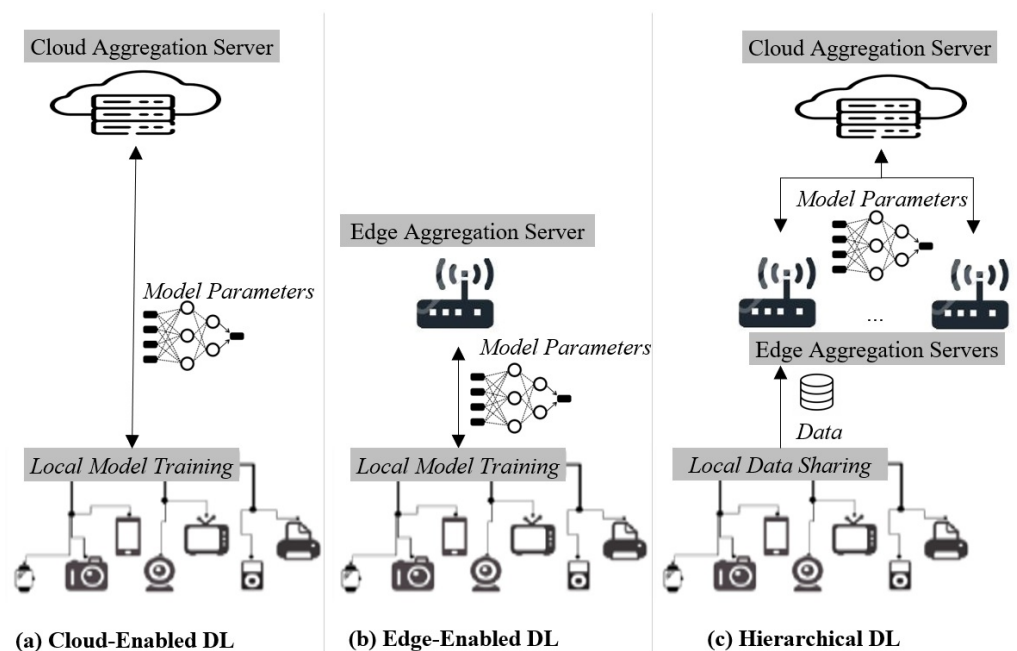 Cloud Aggregation Server
Model Parameters
Local Model Training
(a) Cloud-Enabled DL
Edge Aggregation Server
Model Parameters
Local Model Training
(b) Edge-Enabled DL
Cloud Aggregation Server
Model Parameters
...
Edge Aggregation Servers
Data
Local Data Sharing
(c) Hierarchical DL